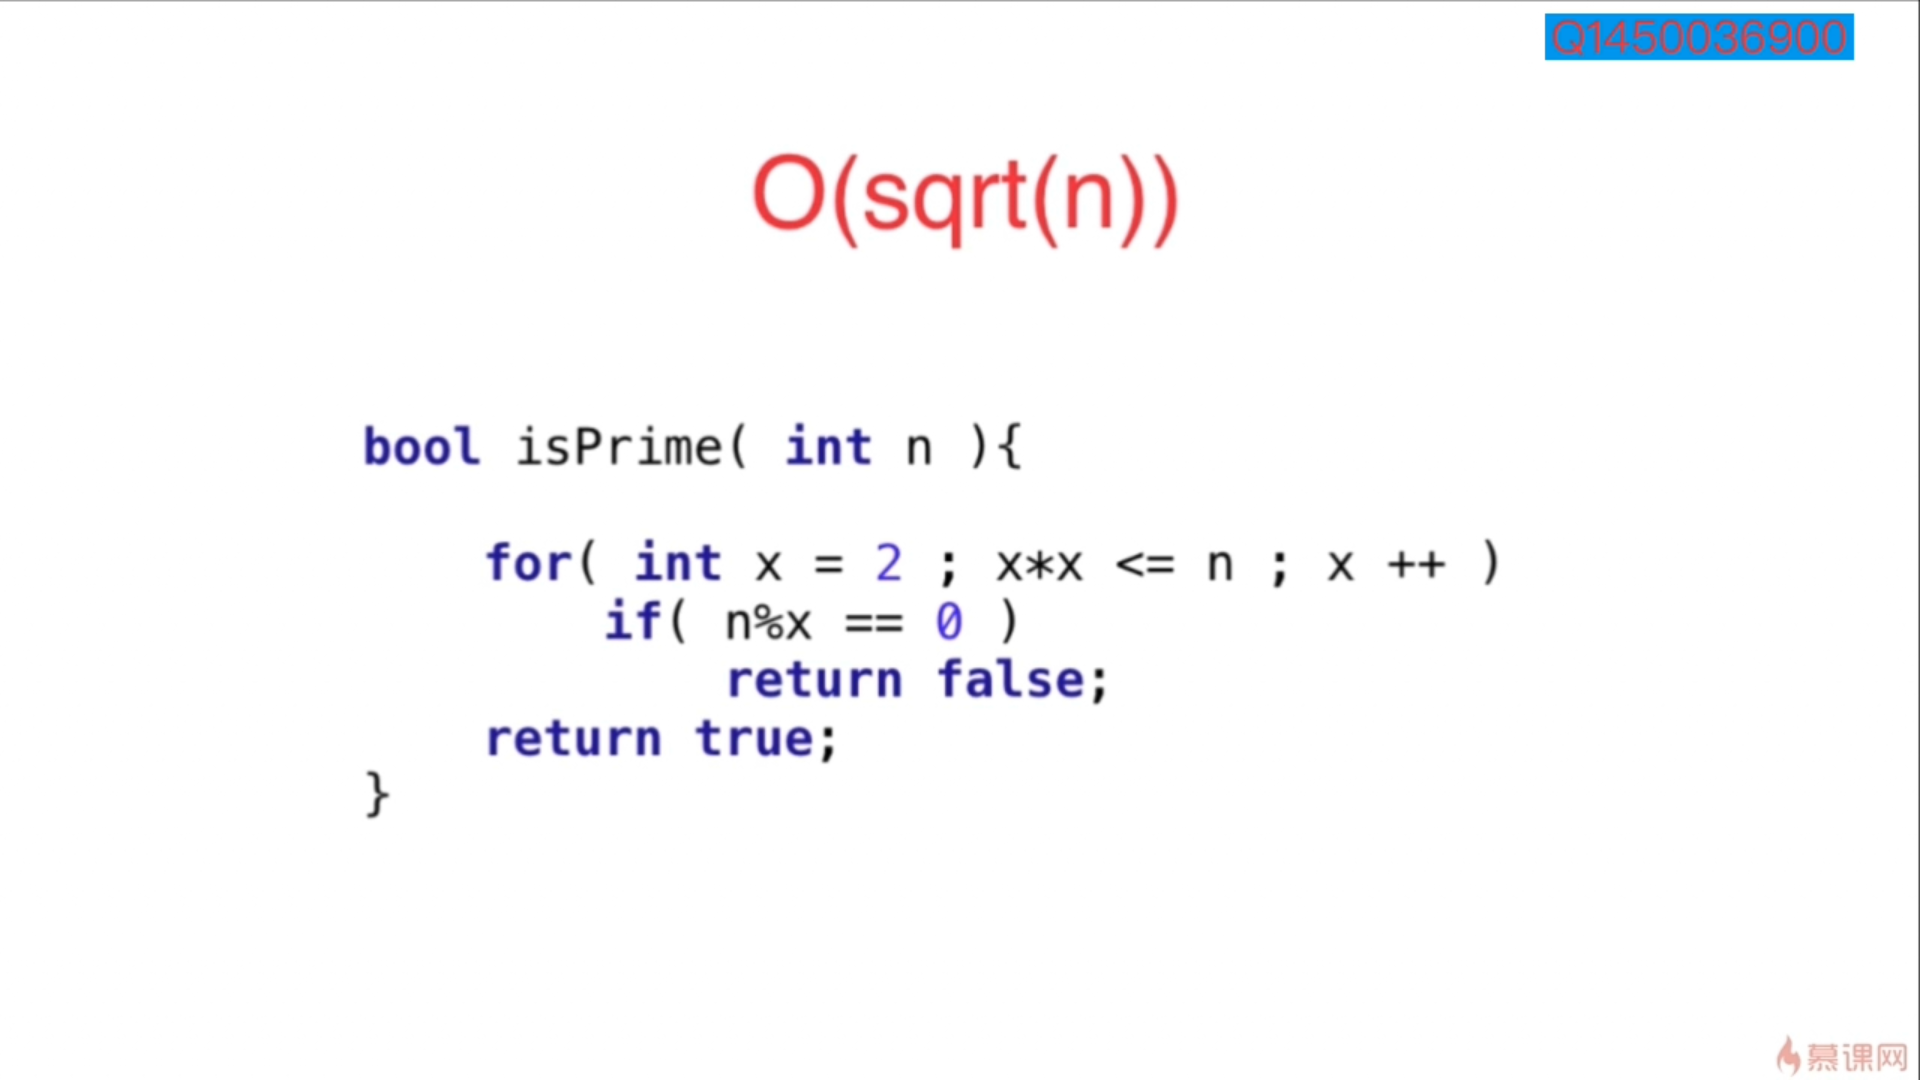 Q1450036900
O(sqrt(n))
bool isPrime( int n ){
for( int x = 2 ; x*x <= n ; x ++ )
if( n%x == 0 )
return false;
return true;
}
慕课网